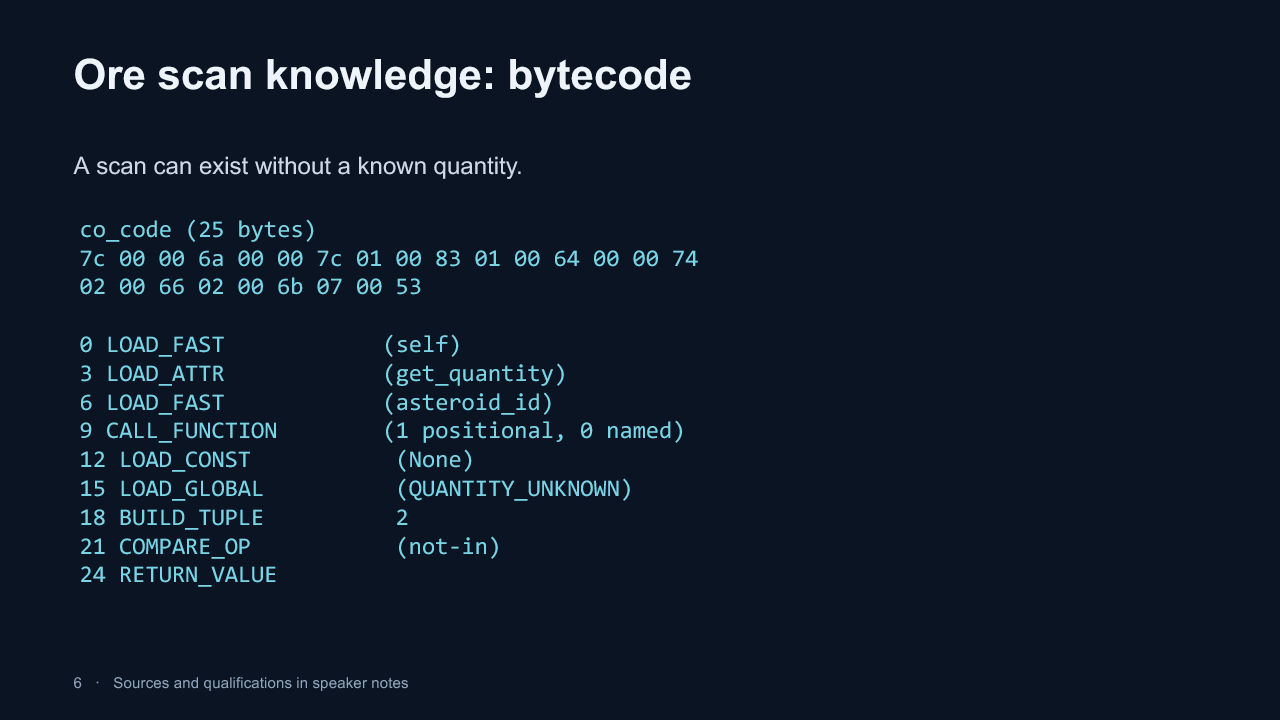 Ore scan knowledge: bytecode
A scan can exist without a known quantity.
co_code (25 bytes)
7c 00 00 6a 00 00 7c 01 00 83 01 00 64 00 00 74
02 00 66 02 00 6b 07 00 53
0 LOAD_FAST            (self)
3 LOAD_ATTR            (get_quantity)
6 LOAD_FAST            (asteroid_id)
9 CALL_FUNCTION        (1 positional, 0 named)
12 LOAD_CONST           (None)
15 LOAD_GLOBAL          (QUANTITY_UNKNOWN)
18 BUILD_TUPLE          2
21 COMPARE_OP           (not-in)
24 RETURN_VALUE
6 · Sources and qualifications in speaker notes